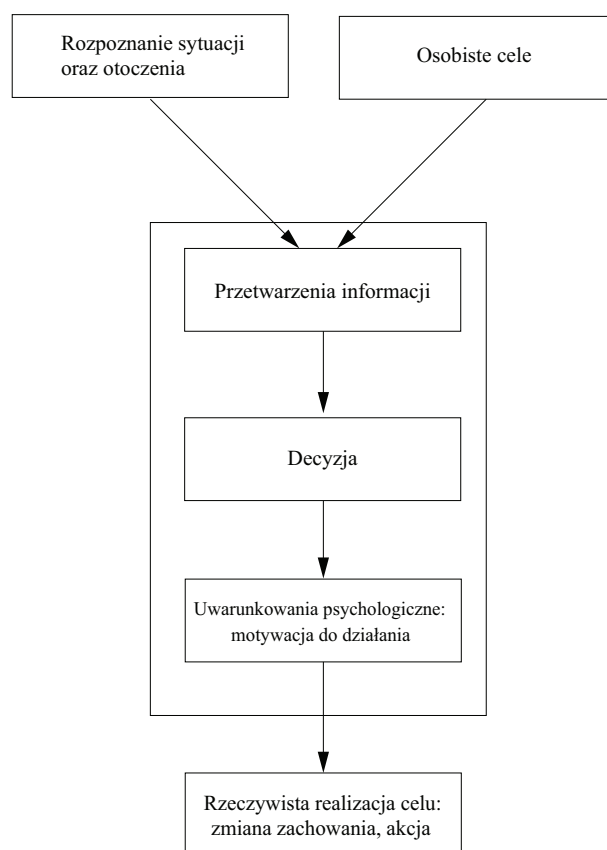 Rozpoznanie sytuacji
oraz otoczenia
Osobiste cele
Przetwarzenia informacji
Decyzja
Uwarunkowania psychologiczne:
motywacja do działania
Rzeczywista realizacja celu:
zmiana zachowania, akcja